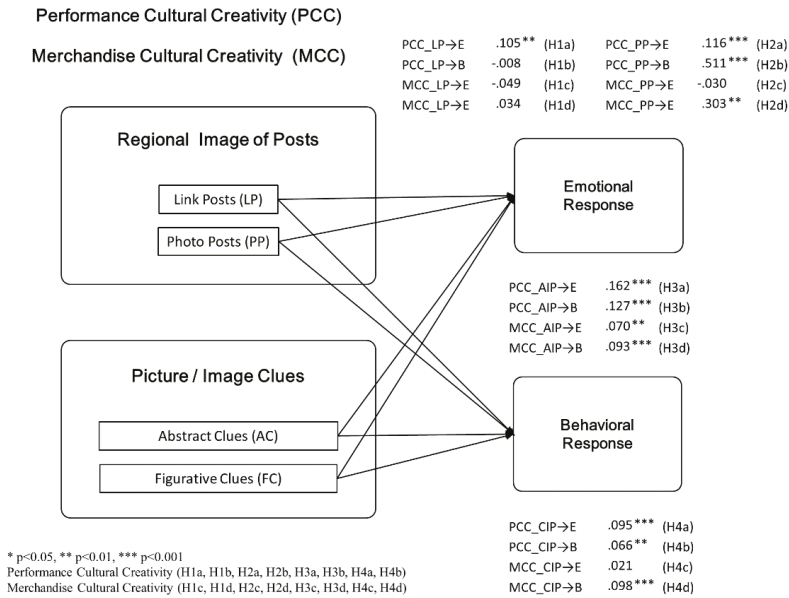 Performance Cultural Creativity (PCC)
Merchandise Cultural Creativity (MCC)
PCC_LP→E .105 ** (H1a) PCC_PP→E .116 *** (H2a)
PCC_LP→B -.008 (H1b) PCC_PP→B .511 *** (H2b)
MCC_LP→E -.049 (H1c) MCC_PP→E -.030 (H2c)
MCC_LP→E .034 (H1d) MCC_PP→E .303 ** (H2d)
Regional Image of Posts
Link Posts (LP)
Photo Posts (PP)
Emotional
Response
PCC_AIP→E .162 *** (H3a)
PCC_AIP→B .127 *** (H3b)
MCC_AIP→E .070 ** (H3c)
MCC_AIP→B .093 *** (H3d)
Picture / Image Clues
Abstract Clues (AC)
Figurative Clues (FC)
Behavioral
Response
PCC_CIP→E .095 *** (H4a)
PCC_CIP→B .066 ** (H4b)
MCC_CIP→E .021 (H4c)
MCC_CIP→B .098 *** (H4d)
* p<0.05, ** p<0.01, *** p<0.001
Performance Cultural Creativity (H1a, H1b, H2a, H2b, H3a, H3b, H4a, H4b)
Merchandise Cultural Creativity (H1c, H1d, H2c, H2d, H3c, H3d, H4c, H4d)